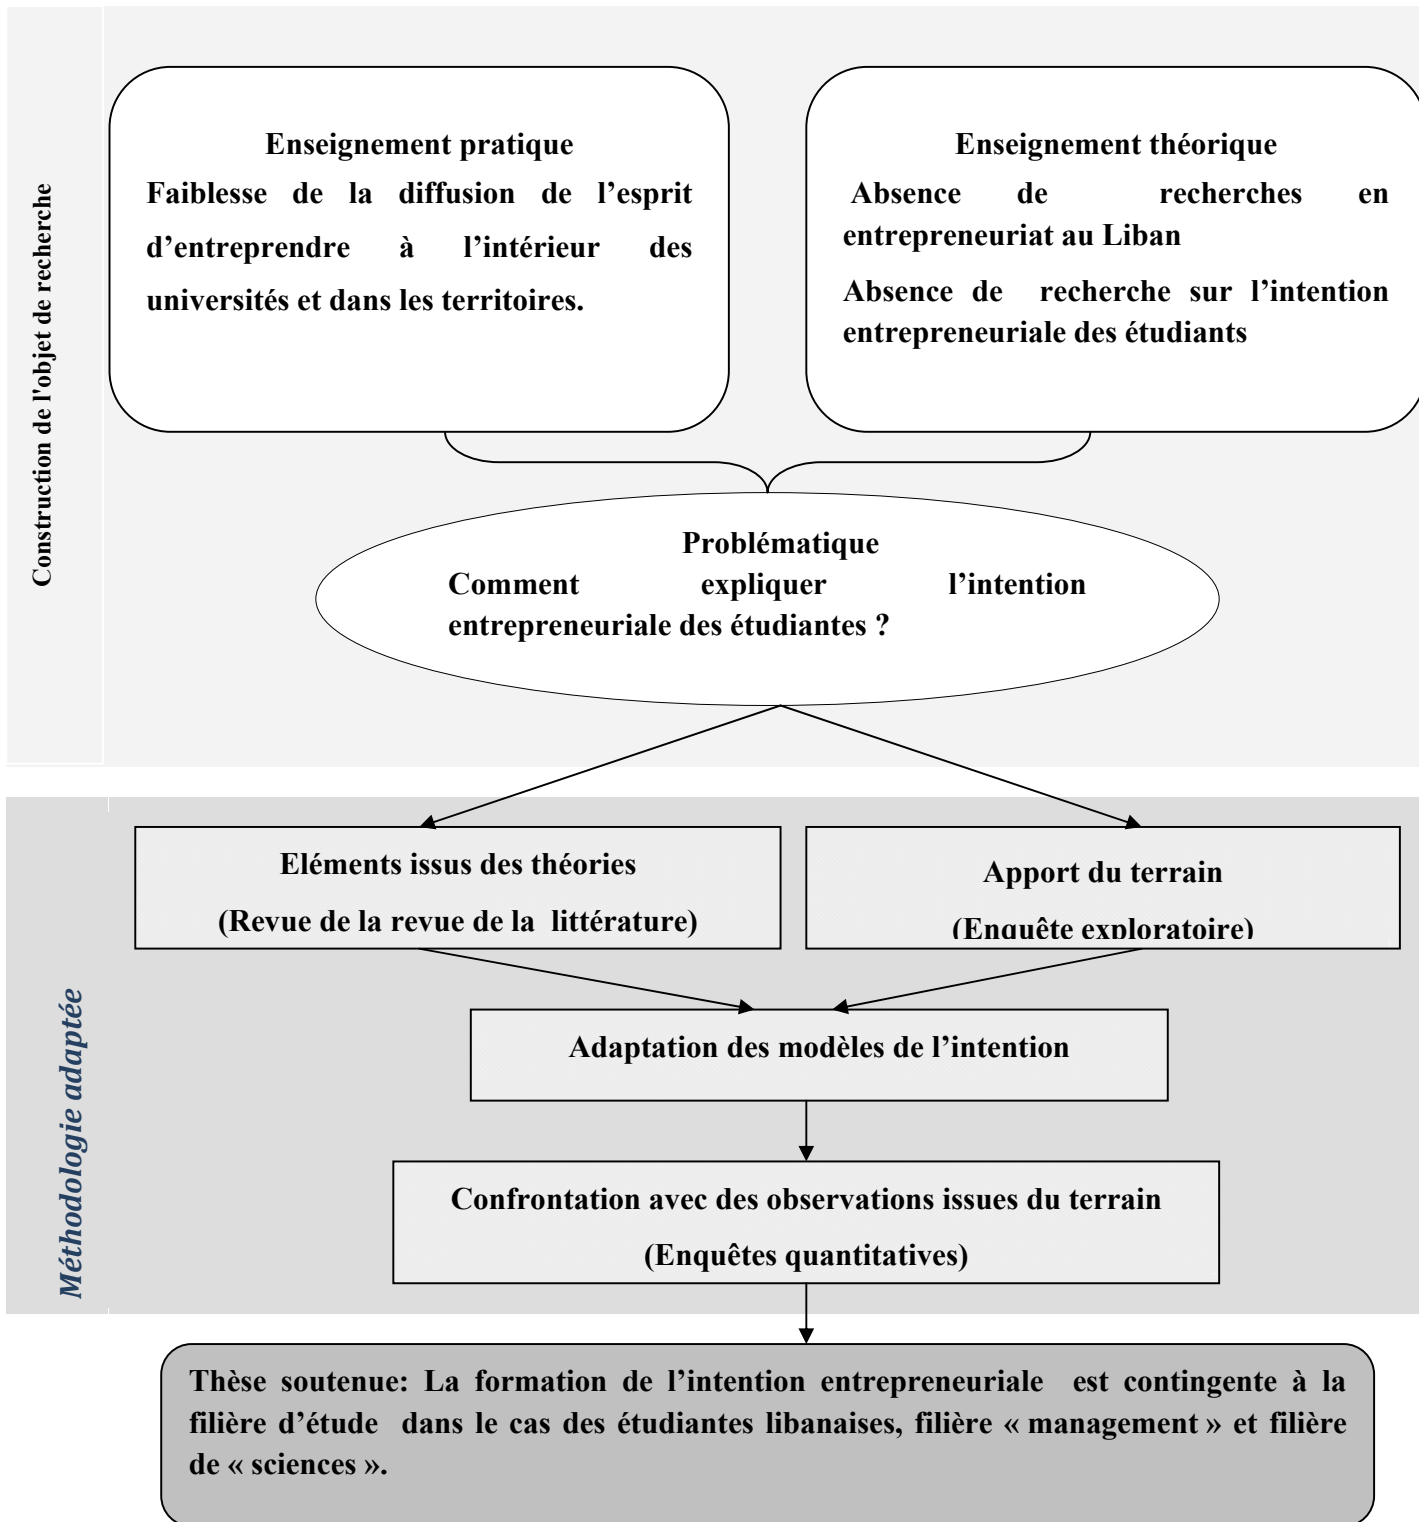 Construction de l'objet de recherche
Enseignement pratique
Faiblesse de la diffusion de l’esprit
d’entreprendre à l’intérieur des
universités et dans les territoires.
Enseignement théorique
Absence de recherches en
entrepreneuriat au Liban
Absence de recherche sur l’intention
entrepreneuriale des étudiants
Problématique
Comment expliquer l’intention
entrepreneuriale des étudiantes ?
Méthodologie adaptée
Eléments issus des théories
(Revue de la revue de la littérature)
Apport du terrain
(Enquête exploratoire)
Adaptation des modèles de l’intention
Confrontation avec des observations issues du terrain
(Enquêtes quantitatives)
Thèse soutenue: La formation de l’intention entrepreneuriale est contingente à la
filière d’étude dans le cas des étudiantes libanaises, filière « management » et filière
de « sciences ».